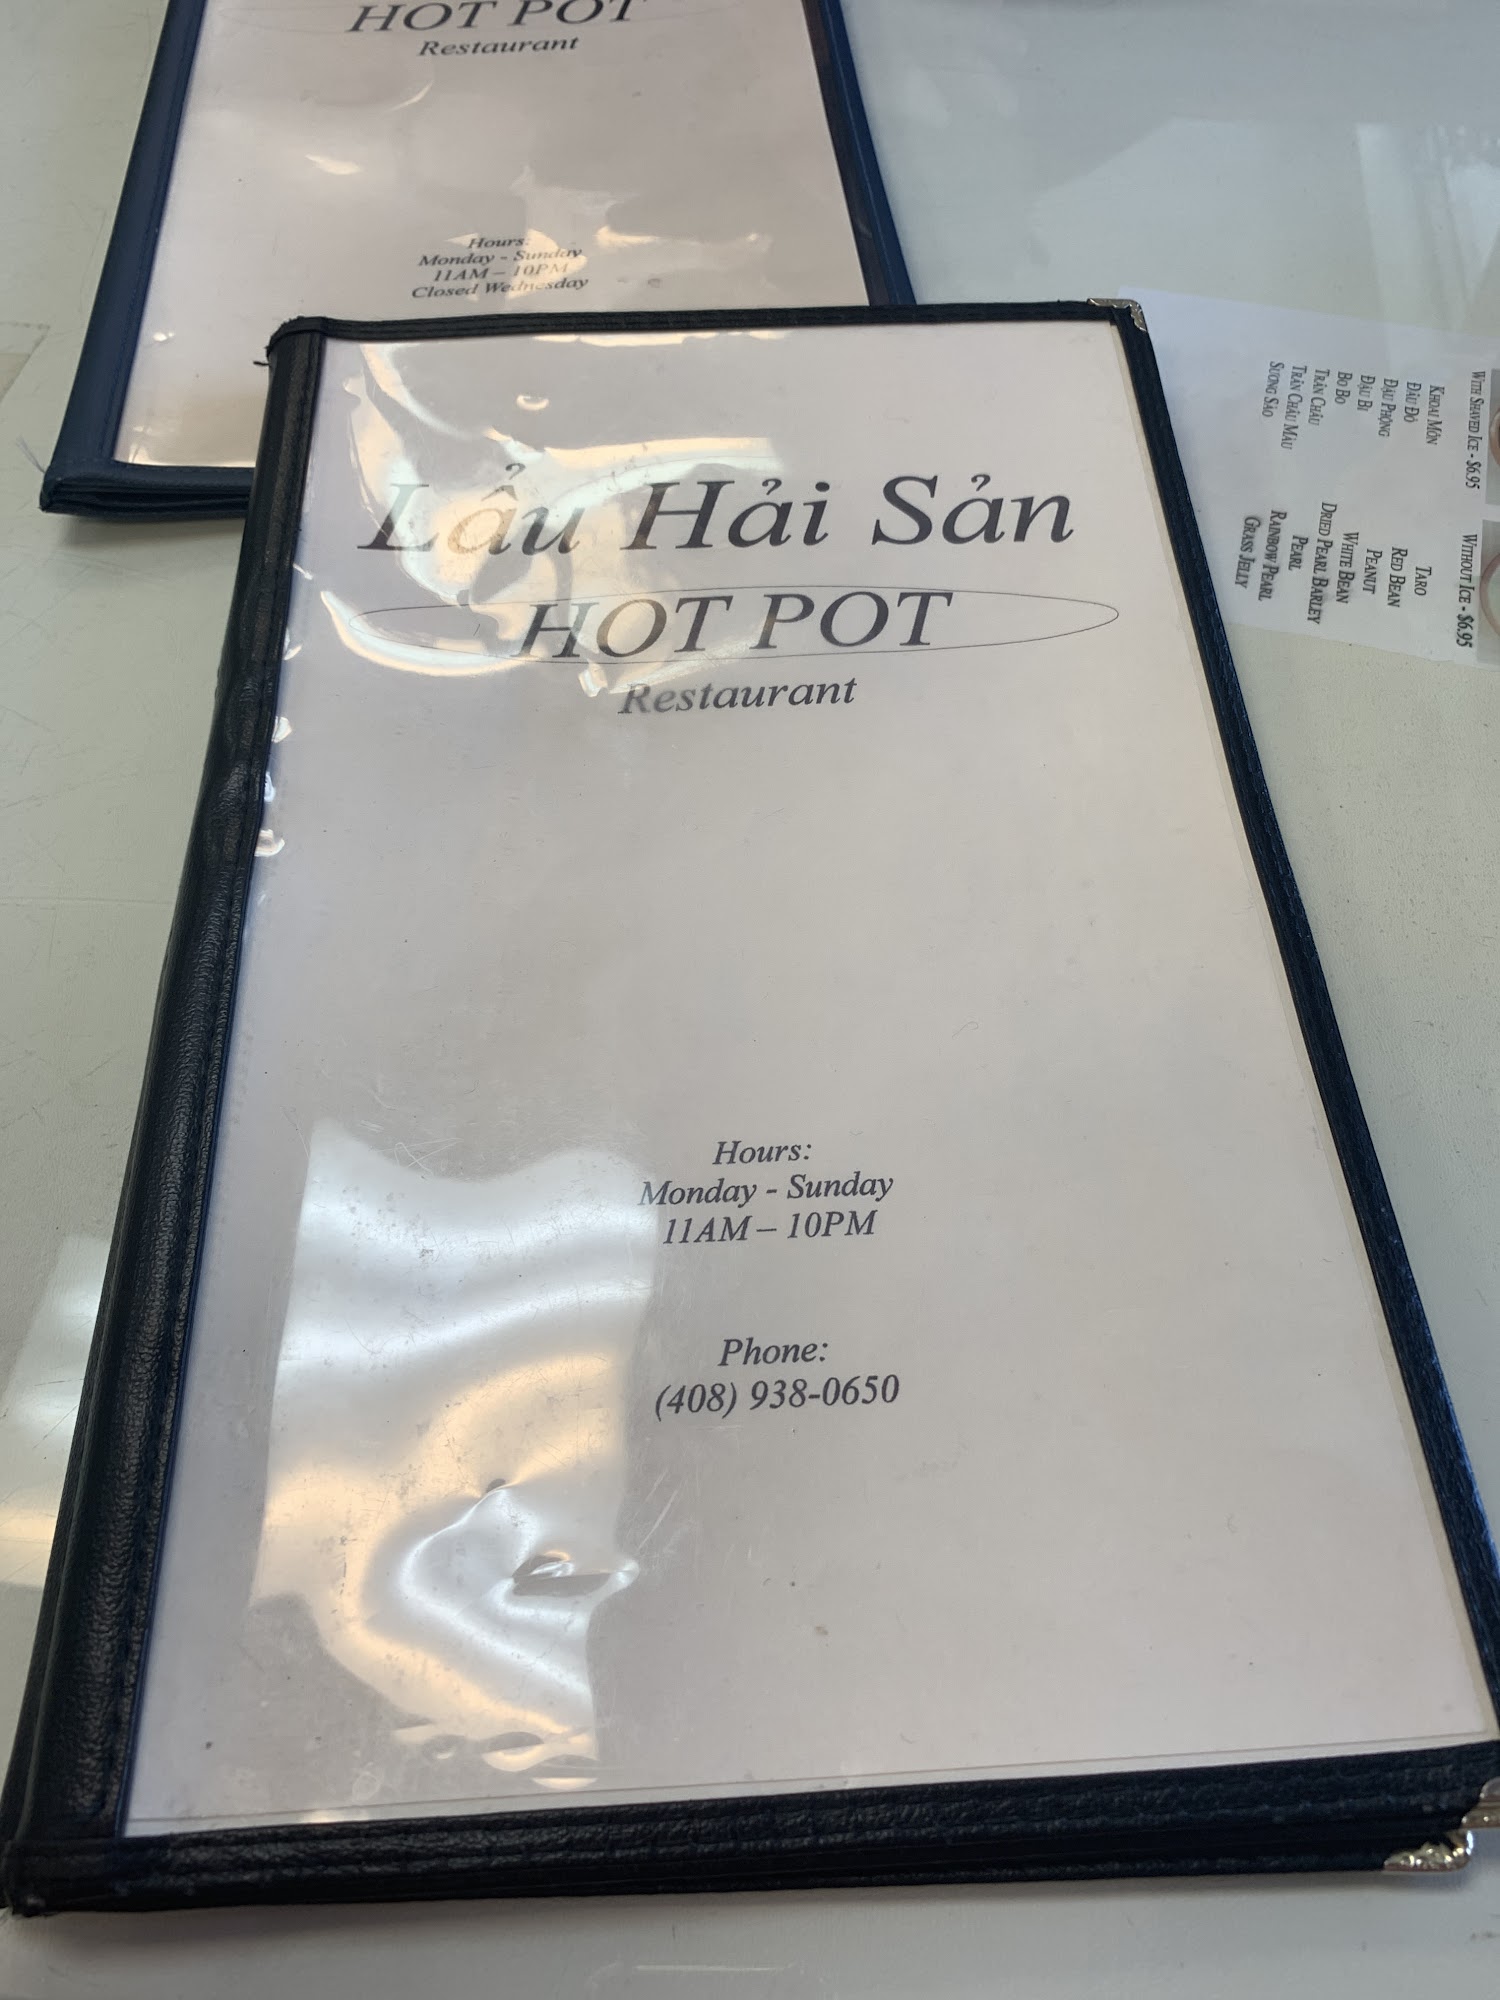 HOT POT
Restaurant
Hours:
Monday - Sunday
11AM – 10PM
Closed Wednesday
Lẩu Hải Sản
HOT POT
Restaurant
Hours:
Monday - Sunday
11AM – 10PM
Phone:
(408) 938-0650
WITH SHAVED ICE - $6.95
WITHOUT ICE - $6.95
KHOAI MÔN
TARO
ĐẬU ĐỎ
RED BEAN
ĐẬU PHỘNG
PEANUT
ĐẬU BI
WHITE BEAN
BO BO
DRIED PEARL BARLEY
TRÂN CHÂU
PEARL
TRÂN CHÂU MÀU
RAINBOW PEARL
SƯƠNG SÁO
GRASS JELLY